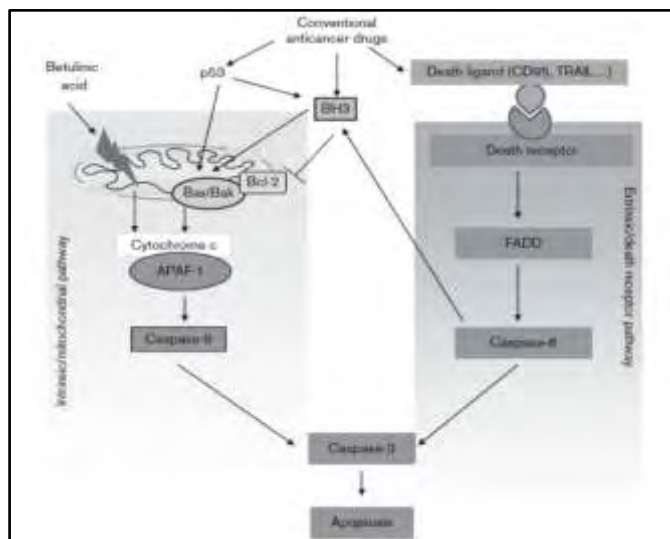 Conventional
anticancer drugs
Betulinic
acid
p53
Death ligand (CD95, TRAIL...)
BH3
Death receptor
Bcl-2
Bax/Bak
Cytochrome c
FADD
APAF-1
Intrinsic/mitochondrial pathway
Extrinsic/death receptor pathway
Caspase-9
Caspase-8
Caspase-3
Apoptosis